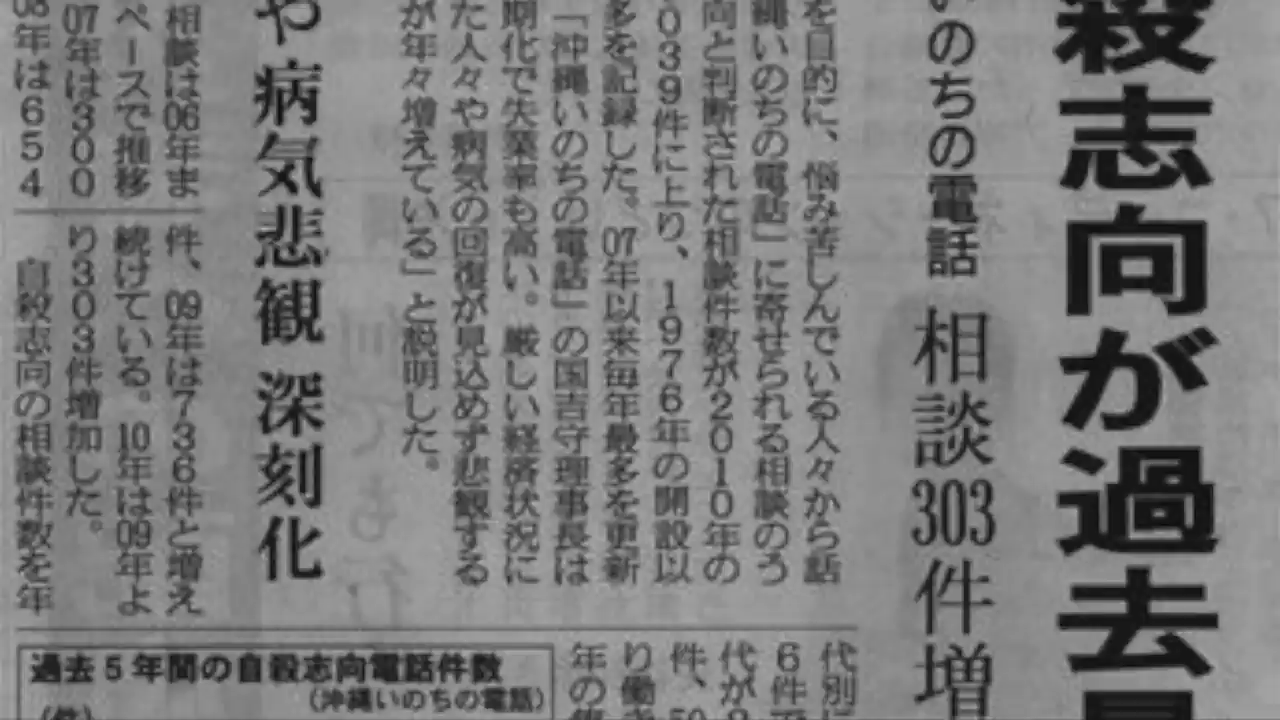 殺志向が過去最
いのちの電話 相談303件増
を目的に、悩み苦しんでいる人々から話
縄いのちの電話」に寄せられる相談のう
向と判断された相談件数が2010年の
039件に上り、1976年の開設以
多を記録した。07年以来毎年最多を更新
「沖縄いのちの電話」の国吉守理事長は
期化で失業率も高い。厳しい経済状況に
た人々や病気の回復が見込めず悲観する
が年々増えている」と説明した。
や病気悲観 深刻化
相談は06年ま
ペースで推移
07年は300
08年は654
件、09年は736件と増え
続けている。10年は09年よ
り303件増加した。
自殺志向の相談件数を年
代別に
6件で
代が
件、50
り働き
年の
過去5年間の自殺志向電話件数
(沖縄いのちの電話)
(件)